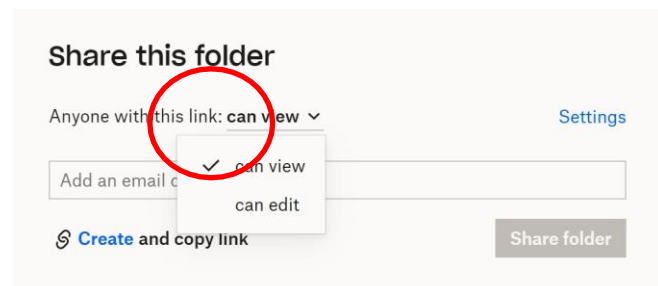 Share this folder
Anyone with this link: can view
Settings
can view
Add an email
can edit
Create and copy link
Share folder